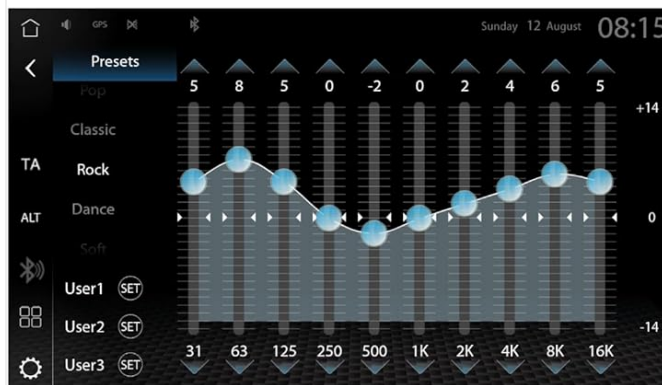 GPS
Sunday 12 August 08:15
Presets
5 8 5 0 -2 0 2 4 6 5
Pop
+14
Classic
TA
Rock
ALT
Dance
0
Soft
User1 SET
User2 SET
-14
31 63 125 250 500 1K 2K 4K 8K 16K
User3 SET